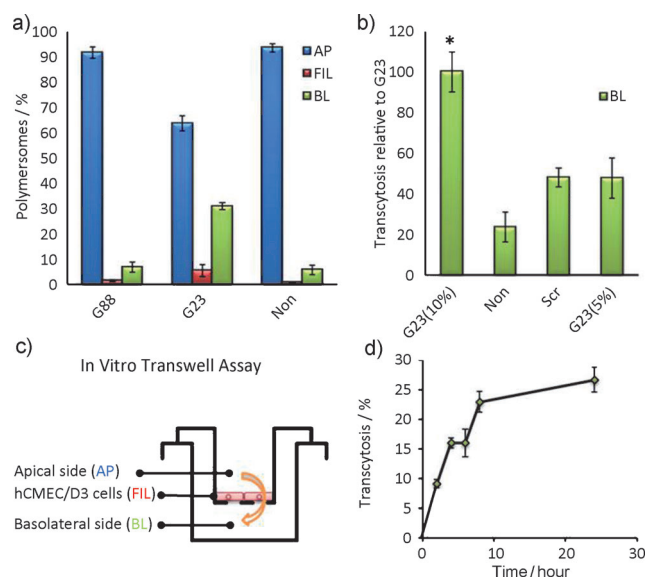 a)
Polymersomes / %
100
90
80
70
60
50
40
30
20
10
0
AP
FIL
BL
G88
G23
Non
b)
Transcytosis relative to G23
120
100
80
60
40
20
0
*
BL
G23(10%)
Non
Scr
G23(5%)
c)
In Vitro Transwell Assay
Apical side (AP)
hCMEC/D3 cells (FIL)
Basolateral side (BL)
d)
Transcytosis / %
30
25
20
15
10
5
0
0
10
20
30
Time / hour